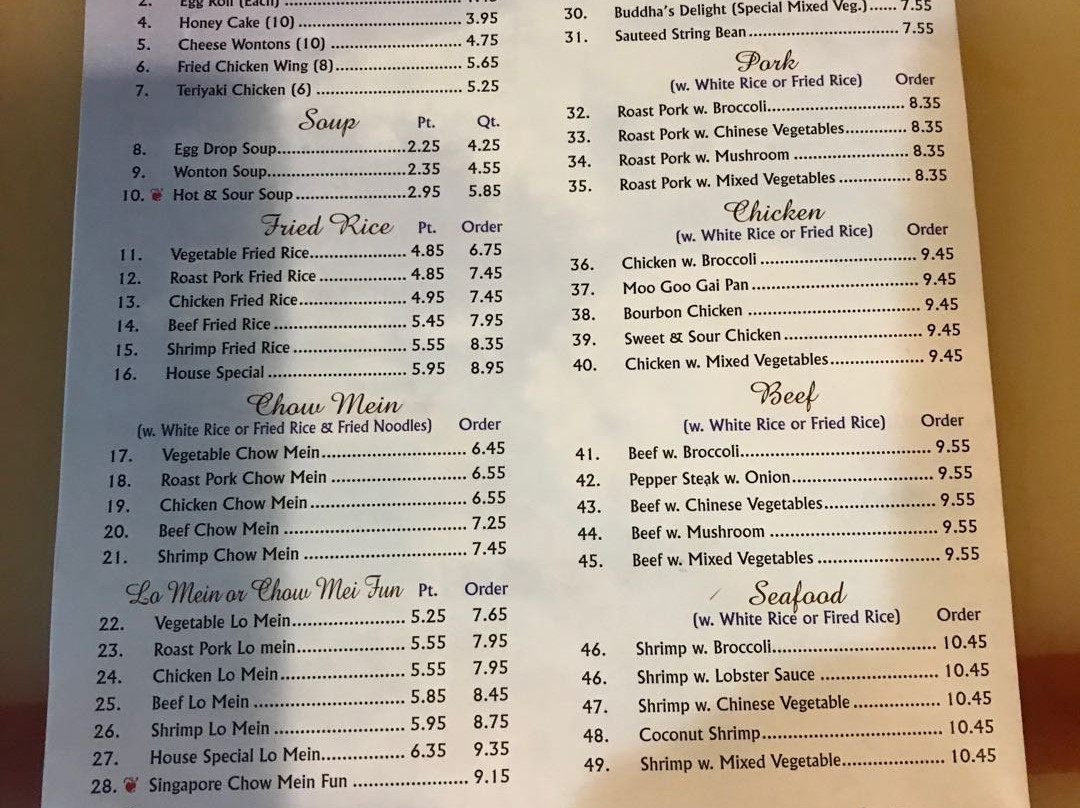 2. Egg Roll (Each)
4. Honey Cake (10) 3.95
5. Cheese Wontons (10) 4.75
6. Fried Chicken Wing (8) 5.65
7. Teriyaki Chicken (6) 5.25
Soup Pt. Qt.
8. Egg Drop Soup 2.25 4.25
9. Wonton Soup 2.35 4.55
10. Hot & Sour Soup 2.95 5.85
Fried Rice Pt. Order
11. Vegetable Fried Rice 4.85 6.75
12. Roast Pork Fried Rice 4.85 7.45
13. Chicken Fried Rice 4.95 7.45
14. Beef Fried Rice 5.45 7.95
15. Shrimp Fried Rice 5.55 8.35
16. House Special 5.95 8.95
Chow Mein
(w. White Rice or Fried Rice & Fried Noodles) Order
17. Vegetable Chow Mein 6.45
18. Roast Pork Chow Mein 6.55
19. Chicken Chow Mein 6.55
20. Beef Chow Mein 7.25
21. Shrimp Chow Mein 7.45
Lo Mein or Chow Mei Fun Pt. Order
22. Vegetable Lo Mein 5.25 7.65
23. Roast Pork Lo mein 5.55 7.95
24. Chicken Lo Mein 5.55 7.95
25. Beef Lo Mein 5.85 8.45
26. Shrimp Lo Mein 5.95 8.75
27. House Special Lo Mein 6.35 9.35
28. Singapore Chow Mein Fun 9.15
30. Buddha's Delight (Special Mixed Veg.) 7.55
31. Sauteed String Bean 7.55
Pork
(w. White Rice or Fried Rice) Order
32. Roast Pork w. Broccoli 8.35
33. Roast Pork w. Chinese Vegetables 8.35
34. Roast Pork w. Mushroom 8.35
35. Roast Pork w. Mixed Vegetables 8.35
Chicken
(w. White Rice or Fried Rice) Order
36. Chicken w. Broccoli 9.45
37. Moo Goo Gai Pan 9.45
38. Bourbon Chicken 9.45
39. Sweet & Sour Chicken 9.45
40. Chicken w. Mixed Vegetables 9.45
Beef
(w. White Rice or Fried Rice) Order
41. Beef w. Broccoli 9.55
42. Pepper Steak w. Onion 9.55
43. Beef w. Chinese Vegetables 9.55
44. Beef w. Mushroom 9.55
45. Beef w. Mixed Vegetables 9.55
Seafood
(w. White Rice or Fired Rice) Order
46. Shrimp w. Broccoli 10.45
46. Shrimp w. Lobster Sauce 10.45
47. Shrimp w. Chinese Vegetable 10.45
48. Coconut Shrimp 10.45
49. Shrimp w. Mixed Vegetable 10.45